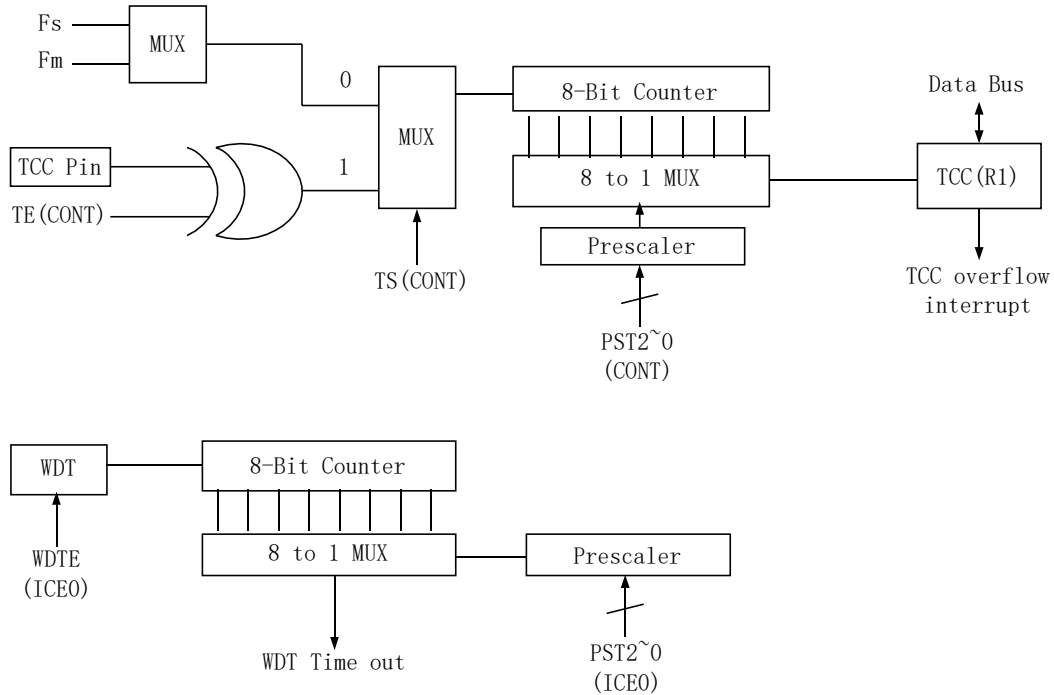 Fs
Fm
MUX
0
1
MUX
8-Bit Counter
8 to 1 MUX
Prescaler
PST2~0
(CONT)
Data Bus
TCC(R1)
TCC overflow
interrupt
TCC Pin
TE(CONT)
TS(CONT)
WDT
WDTE
(ICE0)
8-Bit Counter
8 to 1 MUX
WDT Time out
Prescaler
PST2~0
(ICE0)